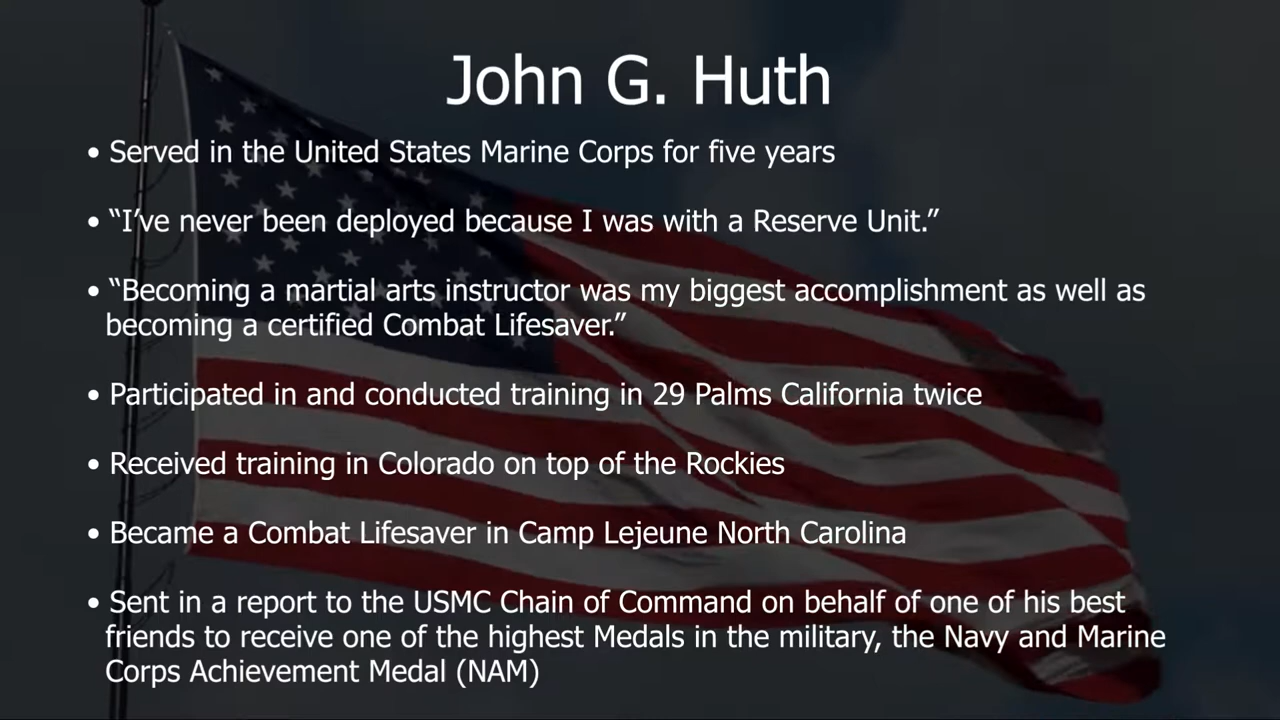 John G. Huth
• Served in the United States Marine Corps for five years
• “I’ve never been deployed because I was with a Reserve Unit.”
• “Becoming a martial arts instructor was my biggest accomplishment as well as
becoming a certified Combat Lifesaver.”
• Participated in and conducted training in 29 Palms California twice
• Received training in Colorado on top of the Rockies
• Became a Combat Lifesaver in Camp Lejeune North Carolina
• Sent in a report to the USMC Chain of Command on behalf of one of his best
friends to receive one of the highest Medals in the military, the Navy and Marine
Corps Achievement Medal (NAM)